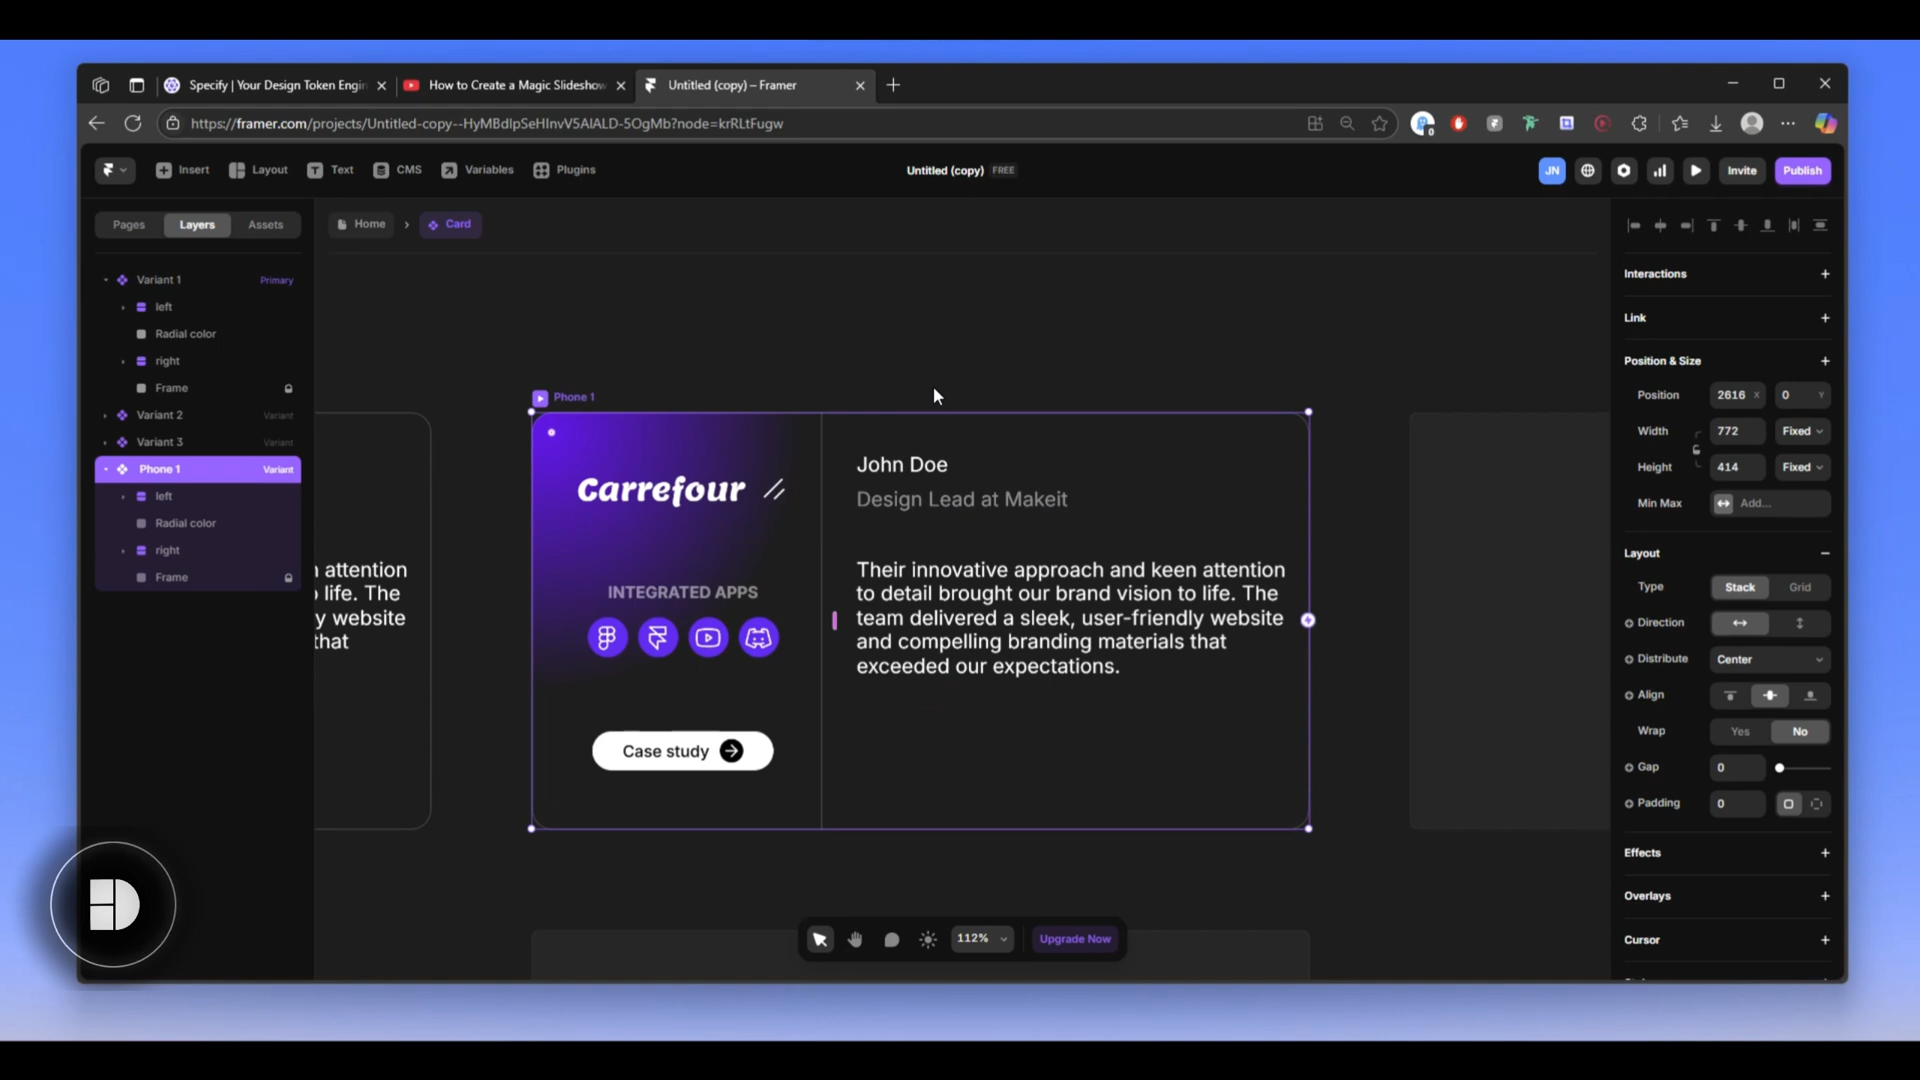 Specify | Your Design Token Engin
How to Create a Magic Slideshow
Untitled (copy) – Framer
https://framer.com/projects/Untitled-copy--HyMBdlpSeHInvV5AlALD-5OgMb?node=krRLtFugw
Insert
Layout
Text
CMS
Variables
Plugins
Untitled (copy) FREE
JN
Invite
Publish
Pages
Layers
Assets
Home
Card
Variant 1 Primary
left
Radial color
right
Frame
Variant 2 Variant
Variant 3 Variant
Phone 1 Variant
left
Radial color
right
Frame
attention
life. The
y website
that
Phone 1
Carrefour
INTEGRATED APPS
Case study
John Doe
Design Lead at Makeit
Their innovative approach and keen attention
to detail brought our brand vision to life. The
team delivered a sleek, user-friendly website
and compelling branding materials that
exceeded our expectations.
112%
Upgrade Now
Interactions
Link
Position & Size
Position 2616 X 0 Y
Width 772 Fixed
Height 414 Fixed
Min Max Add...
Layout
Type Stack Grid
Direction
Distribute Center
Align
Wrap Yes No
Gap 0
Padding 0
Effects
Overlays
Cursor